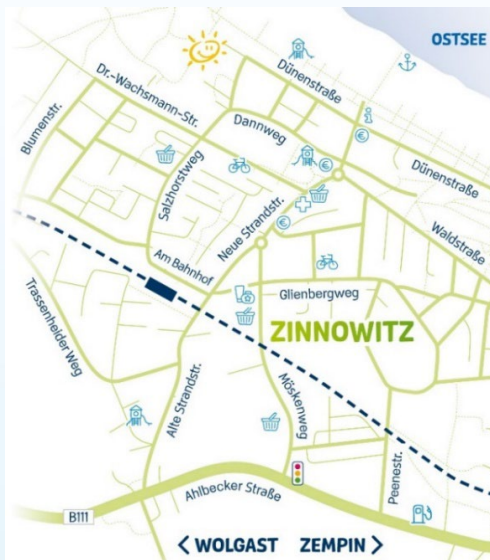 OSTSEE
Dünenstraße
Dr.-Wachsmann-Str.
Blumenstr.
Dannweg
i
€
Dünenstraße
Salzhorstweg
Neue Strandstr.
€
Waldstraße
Am Bahnhof
Trassenheider Weg
Glienbergweg
ZINNOWITZ
Alte Strandstr.
Möskenweg
Peenestr.
Ahlbecker Straße
B111
< WOLGAST ZEMPIN >